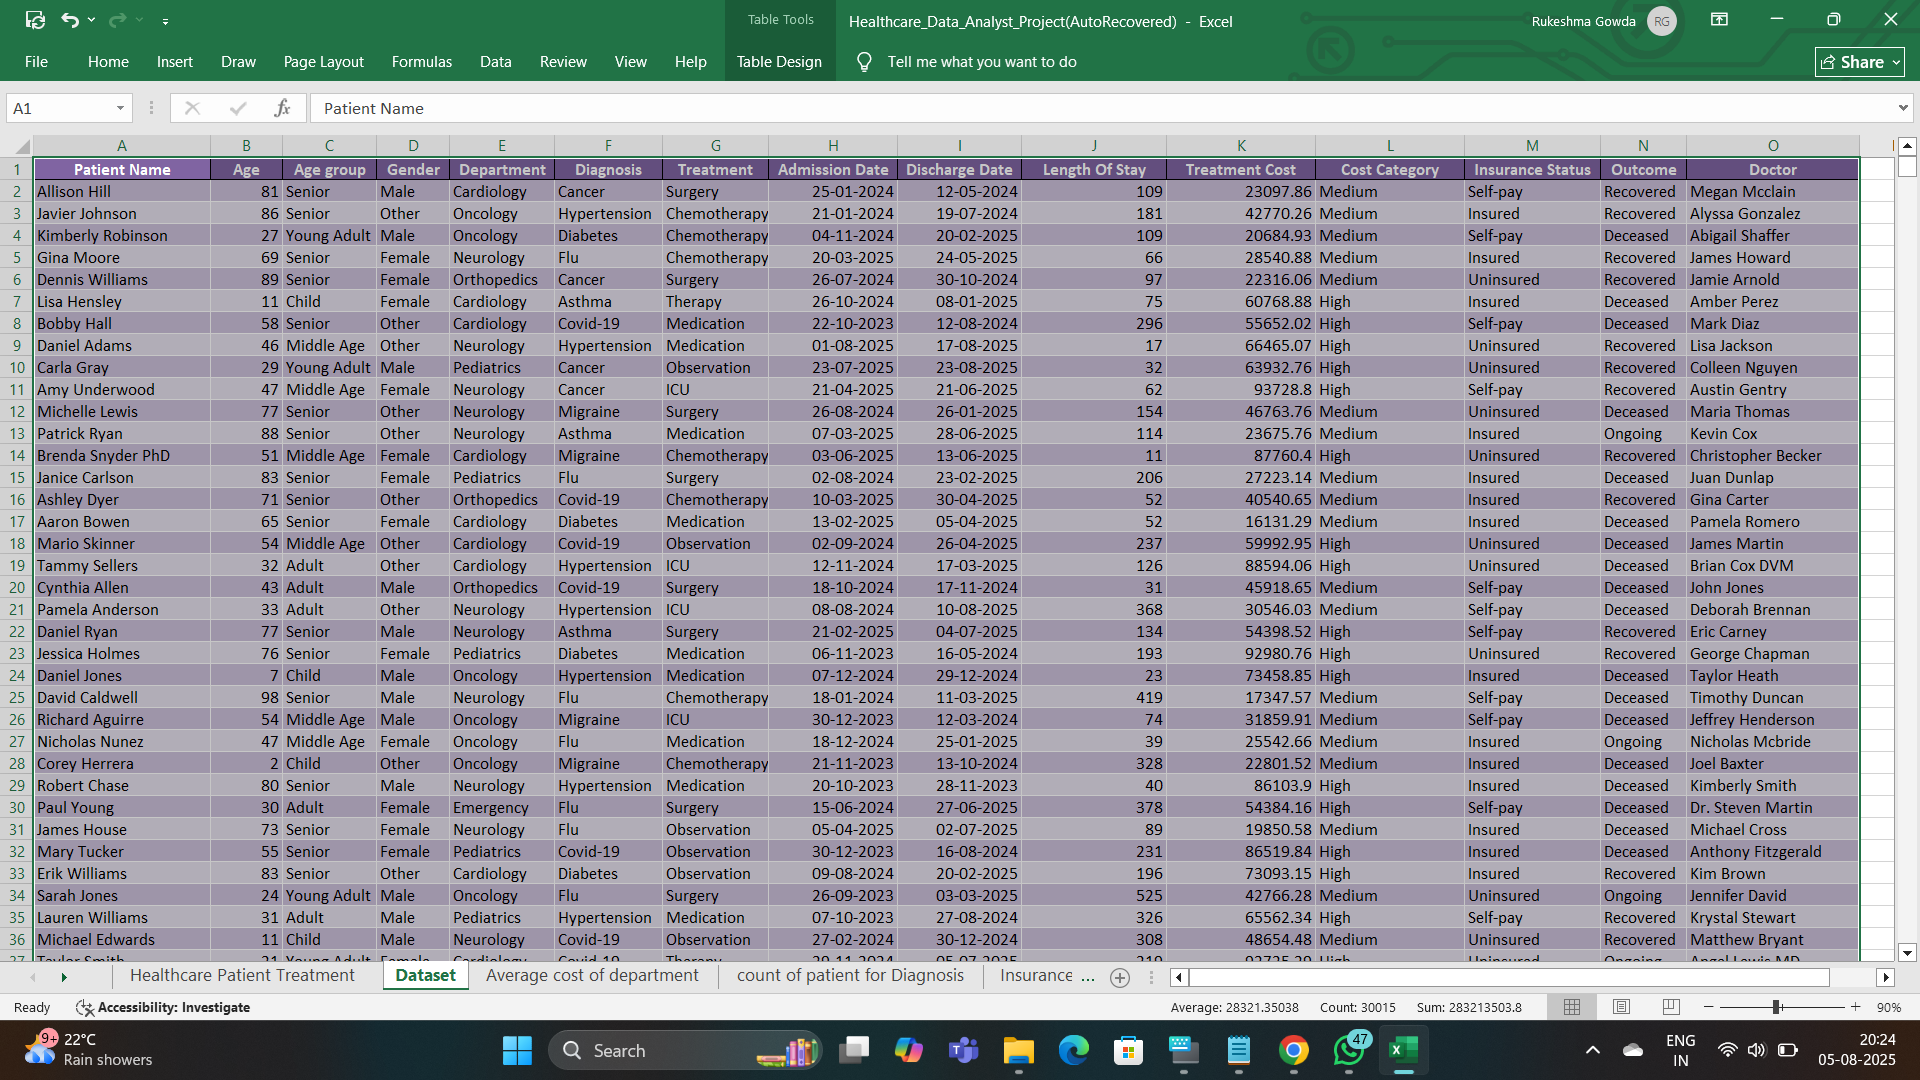 Table Tools
Healthcare_Data_Analyst_Project(AutoRecovered) - Excel
Rukeshma Gowda RG
File Home Insert Draw Page Layout Formulas Data Review View Help Table Design Tell me what you want to do Share
A1 fx Patient Name
A B C D E F G H I J K L M N O
1 Patient Name Age Age group Gender Department Diagnosis Treatment Admission Date Discharge Date Length Of Stay Treatment Cost Cost Category Insurance Status Outcome Doctor
2 Allison Hill 81 Senior Male Cardiology Cancer Surgery 25-01-2024 12-05-2024 109 23097.86 Medium Self-pay Recovered Megan Mcclain
3 Javier Johnson 86 Senior Other Oncology Hypertension Chemotherapy 21-01-2024 19-07-2024 181 42770.26 Medium Insured Recovered Alyssa Gonzalez
4 Kimberly Robinson 27 Young Adult Male Oncology Diabetes Chemotherapy 04-11-2024 20-02-2025 109 20684.93 Medium Self-pay Deceased Abigail Shaffer
5 Gina Moore 69 Senior Female Neurology Flu Chemotherapy 20-03-2025 24-05-2025 66 28540.88 Medium Insured Recovered James Howard
6 Dennis Williams 89 Senior Female Orthopedics Cancer Surgery 26-07-2024 30-10-2024 97 22316.06 Medium Uninsured Recovered Jamie Arnold
7 Lisa Hensley 11 Child Female Cardiology Asthma Therapy 26-10-2024 08-01-2025 75 60768.88 High Insured Deceased Amber Perez
8 Bobby Hall 58 Senior Other Cardiology Covid-19 Medication 22-10-2023 12-08-2024 296 55652.02 High Self-pay Deceased Mark Diaz
9 Daniel Adams 46 Middle Age Other Neurology Hypertension Medication 01-08-2025 17-08-2025 17 66465.07 High Uninsured Recovered Lisa Jackson
10 Carla Gray 29 Young Adult Male Pediatrics Cancer Observation 23-07-2025 23-08-2025 32 63932.76 High Uninsured Recovered Colleen Nguyen
11 Amy Underwood 47 Middle Age Female Neurology Cancer ICU 21-04-2025 21-06-2025 62 93728.8 High Self-pay Recovered Austin Gentry
12 Michelle Lewis 77 Senior Other Neurology Migraine Surgery 26-08-2024 26-01-2025 154 46763.76 Medium Uninsured Deceased Maria Thomas
13 Patrick Ryan 88 Senior Other Neurology Asthma Medication 07-03-2025 28-06-2025 114 23675.76 Medium Insured Ongoing Kevin Cox
14 Brenda Snyder PhD 51 Middle Age Female Cardiology Migraine Chemotherapy 03-06-2025 13-06-2025 11 87760.4 High Uninsured Recovered Christopher Becker
15 Janice Carlson 83 Senior Female Pediatrics Flu Surgery 02-08-2024 23-02-2025 206 27223.14 Medium Insured Deceased Juan Dunlap
16 Ashley Dyer 71 Senior Other Orthopedics Covid-19 Chemotherapy 10-03-2025 30-04-2025 52 40540.65 Medium Insured Recovered Gina Carter
17 Aaron Bowen 65 Senior Female Cardiology Diabetes Medication 13-02-2025 05-04-2025 52 16131.29 Medium Insured Deceased Pamela Romero
18 Mario Skinner 54 Middle Age Other Cardiology Covid-19 Observation 02-09-2024 26-04-2025 237 59992.95 High Uninsured Deceased James Martin
19 Tammy Sellers 32 Adult Other Cardiology Hypertension ICU 12-11-2024 17-03-2025 126 88594.06 High Uninsured Deceased Brian Cox DVM
20 Cynthia Allen 43 Adult Male Orthopedics Covid-19 Surgery 18-10-2024 17-11-2024 31 45918.65 Medium Self-pay Deceased John Jones
21 Pamela Anderson 33 Adult Other Neurology Hypertension ICU 08-08-2024 10-08-2025 368 30546.03 Medium Self-pay Deceased Deborah Brennan
22 Daniel Ryan 77 Senior Male Neurology Asthma Surgery 21-02-2025 04-07-2025 134 54398.52 High Self-pay Recovered Eric Carney
23 Jessica Holmes 76 Senior Female Pediatrics Diabetes Medication 06-11-2023 16-05-2024 193 92980.76 High Uninsured Recovered George Chapman
24 Daniel Jones 7 Child Male Oncology Hypertension Medication 07-12-2024 29-12-2024 23 73458.85 High Insured Deceased Taylor Heath
25 David Caldwell 98 Senior Male Neurology Flu Chemotherapy 18-01-2024 11-03-2025 419 17347.57 Medium Self-pay Deceased Timothy Duncan
26 Richard Aguirre 54 Middle Age Male Oncology Migraine ICU 30-12-2023 12-03-2024 74 31859.91 Medium Self-pay Deceased Jeffrey Henderson
27 Nicholas Nunez 47 Middle Age Female Oncology Flu Medication 18-12-2024 25-01-2025 39 25542.66 Medium Insured Ongoing Nicholas Mcbride
28 Corey Herrera 2 Child Other Oncology Migraine Chemotherapy 21-11-2023 13-10-2024 328 22801.52 Medium Insured Deceased Joel Baxter
29 Robert Chase 80 Senior Male Neurology Hypertension Medication 20-10-2023 28-11-2023 40 86103.9 High Insured Deceased Kimberly Smith
30 Paul Young 30 Adult Female Emergency Flu Surgery 15-06-2024 27-06-2025 378 54384.16 High Self-pay Deceased Dr. Steven Martin
31 James House 73 Senior Female Neurology Flu Observation 05-04-2025 02-07-2025 89 19850.58 Medium Insured Deceased Michael Cross
32 Mary Tucker 55 Senior Female Pediatrics Covid-19 Observation 30-12-2023 16-08-2024 231 86519.84 High Insured Deceased Anthony Fitzgerald
33 Erik Williams 83 Senior Other Cardiology Diabetes Observation 09-08-2024 20-02-2025 196 73093.15 High Insured Recovered Kim Brown
34 Sarah Jones 24 Young Adult Male Oncology Flu Surgery 26-09-2023 03-03-2025 525 42766.28 Medium Uninsured Ongoing Jennifer David
35 Lauren Williams 31 Adult Male Pediatrics Hypertension Medication 07-10-2023 27-08-2024 326 65562.34 High Self-pay Recovered Krystal Stewart
36 Michael Edwards 11 Child Male Neurology Covid-19 Observation 27-02-2024 30-12-2024 308 48654.48 Medium Uninsured Recovered Matthew Bryant
Healthcare Patient Treatment Dataset Average cost of department count of patient for Diagnosis Insurance ...
Ready Accessibility: Investigate Average: 28321.35038 Count: 30015 Sum: 283213503.8 90%
9+ 22°C
Rain showers
Search
47
ENG
IN
20:24
05-08-2025